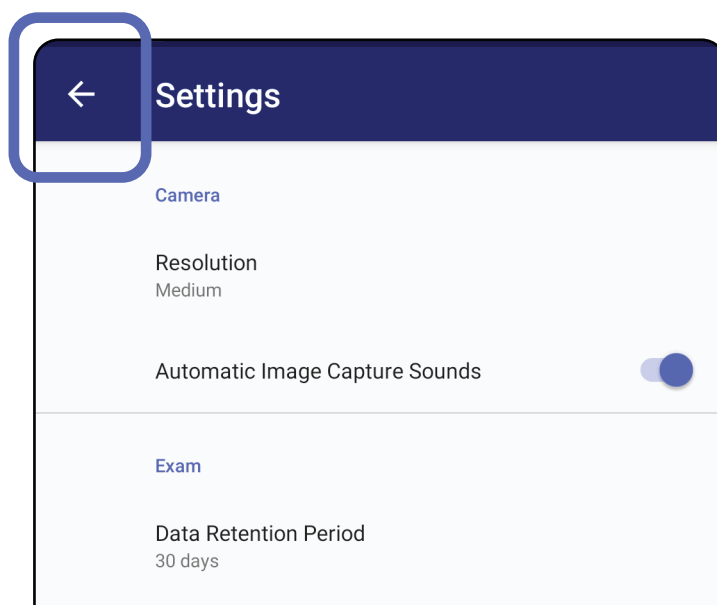 Settings
Camera
Resolution
Medium
Automatic Image Capture Sounds
Exam
Data Retention Period
30 days